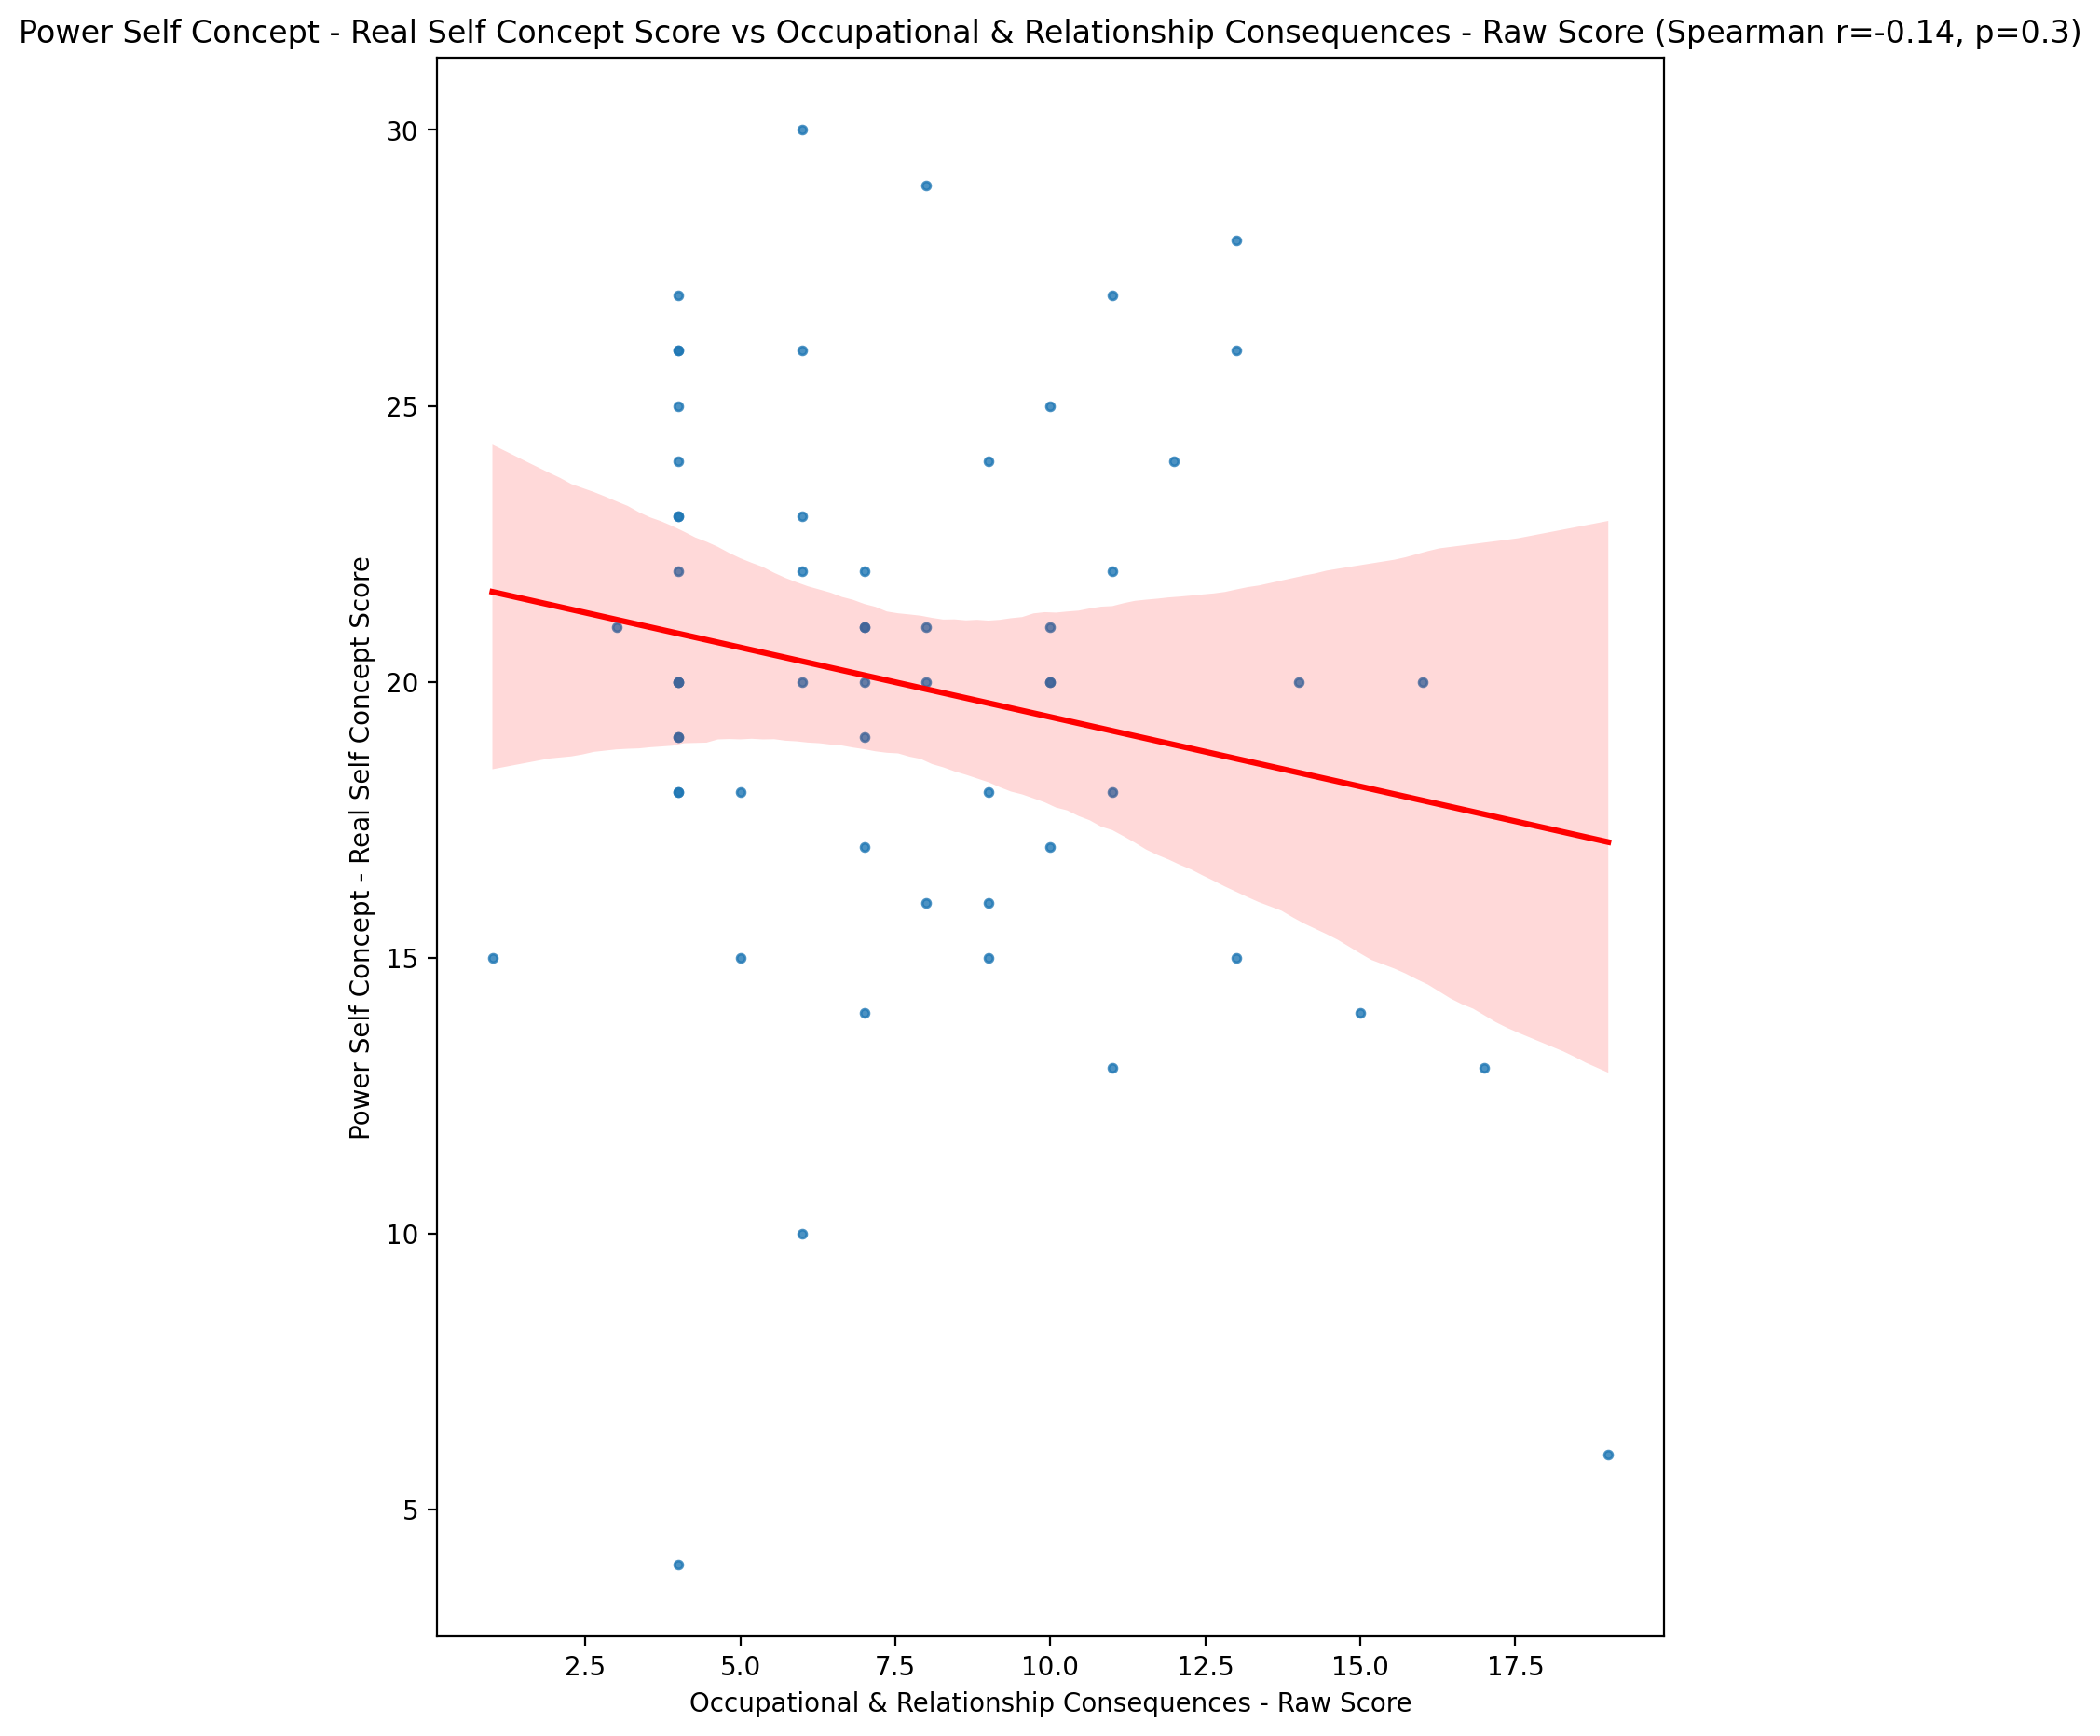 Power Self Concept - Real Self Concept Score vs Occupational & Relationship Consequences - Raw Score (Spearman r=-0.14, p=0.3)
30
25
20
15
10
5
Power Self Concept - Real Self Concept Score
2.5 5.0 7.5 10.0 12.5 15.0 17.5
Occupational & Relationship Consequences - Raw Score